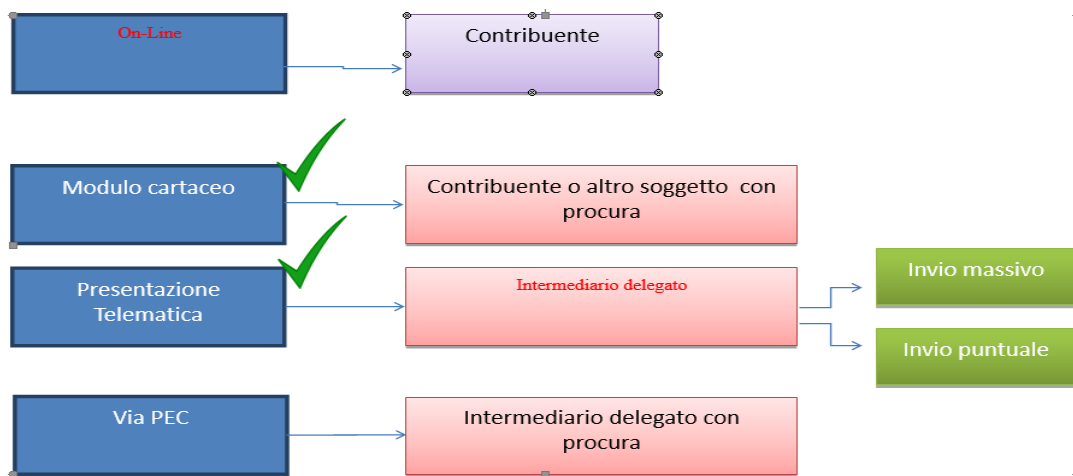 On-Line
Contribuente
Modulo cartaceo
Contribuente o altro soggetto con
procura
Presentazione
Telematica
Intermediario delegato
Invio massivo
Invio puntuale
Via PEC
Intermediario delegato con
procura